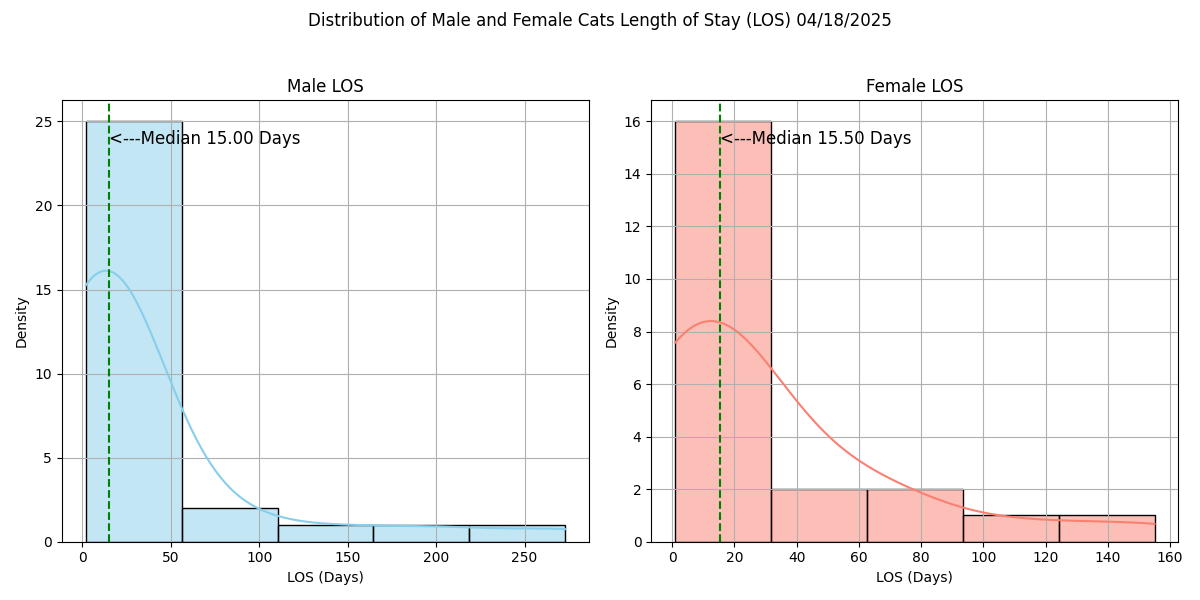 Distribution of Male and Female Cats Length of Stay (LOS) 04/18/2025
Male LOS
25
20
15
10
5
0
Density
<---Median 15.00 Days
0 50 100 150 200 250
LOS (Days)
Female LOS
16
14
12
10
8
6
4
2
0
Density
<---Median 15.50 Days
0 20 40 60 80 100 120 140 160
LOS (Days)